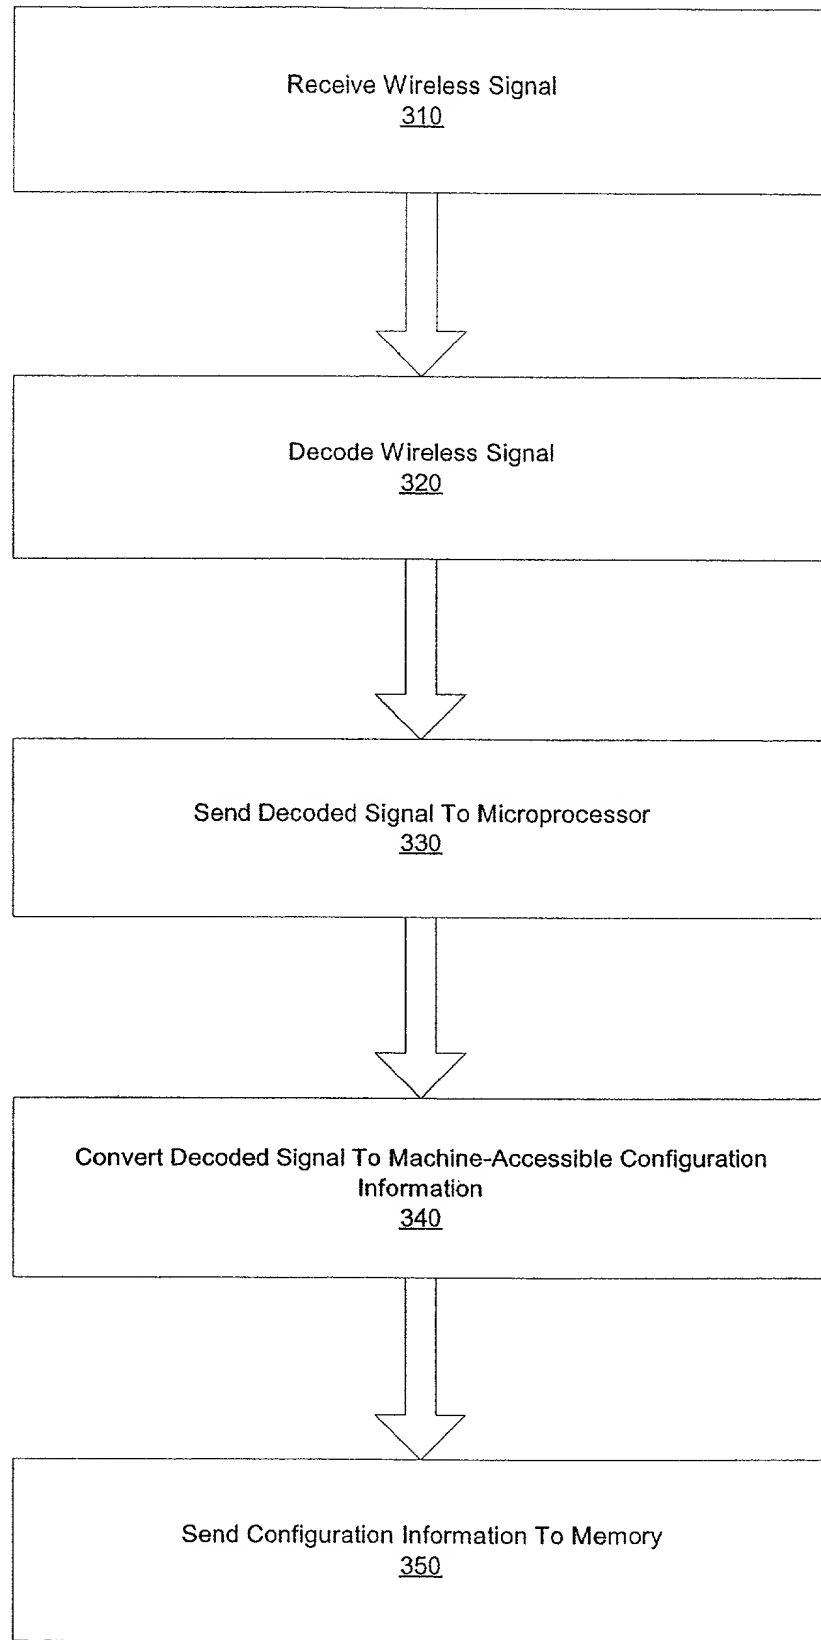 Receive Wireless Signal
310
Decode Wireless Signal
320
Send Decoded Signal To Microprocessor
330
Convert Decoded Signal To Machine-Accessible Configuration
Information
340
Send Configuration Information To Memory
350